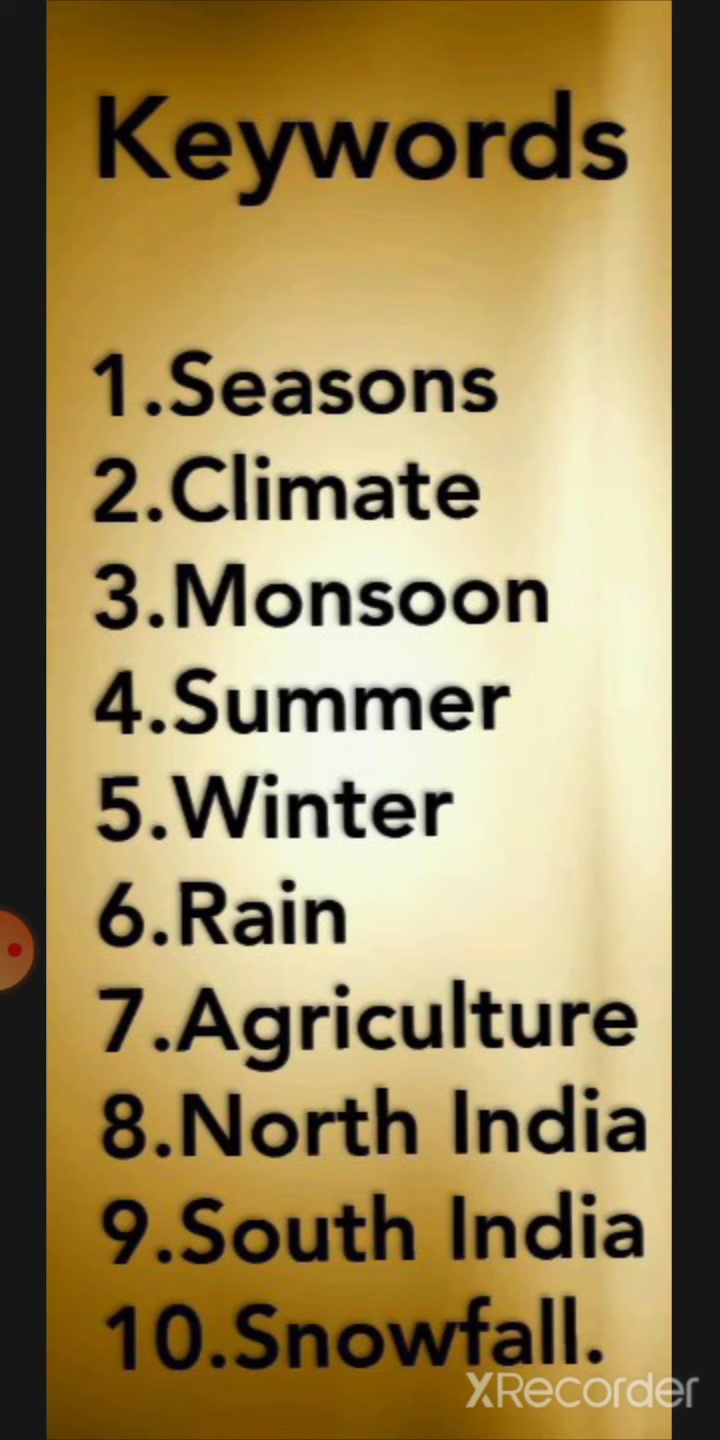 Keywords
1.Seasons
2.Climate
3.Monsoon
4.Summer
5.Winter
6.Rain
7.Agriculture
8.North India
9.South India
10.Snowfall.
XRecorder